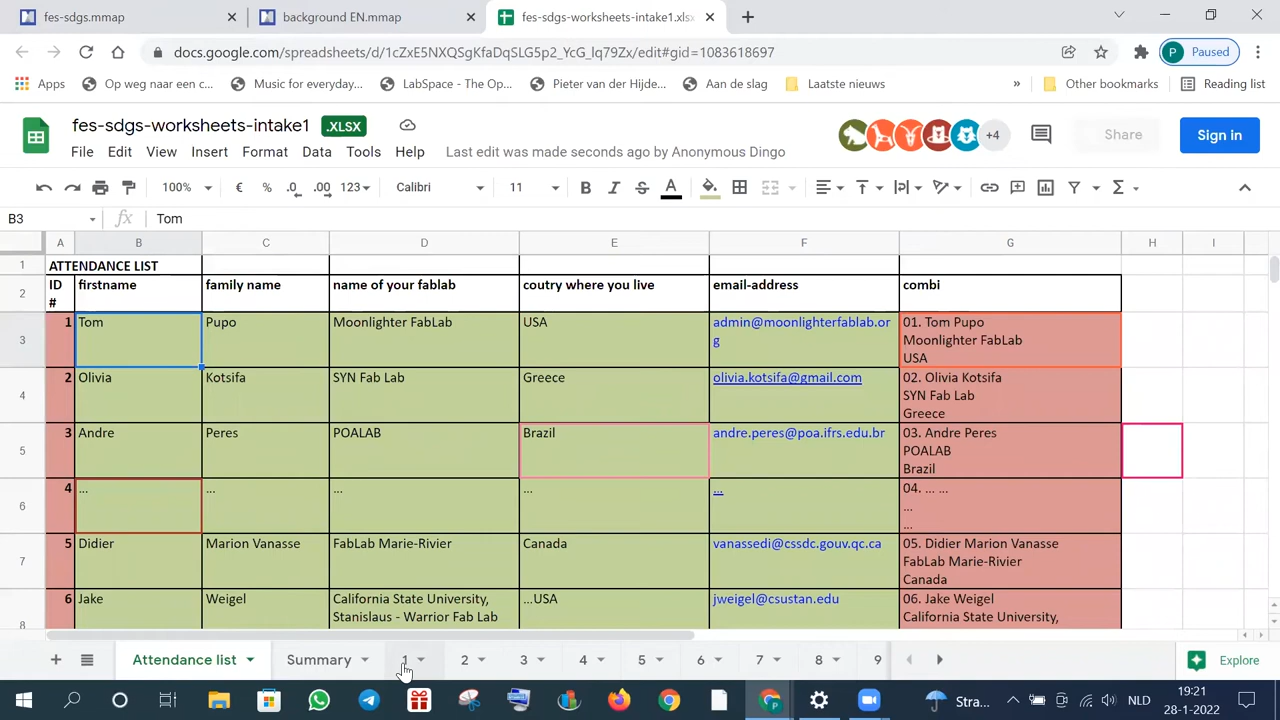 fes-sdgs.mmap
background EN.mmap
fes-sdgs-worksheets-intake1.xlsx
docs.google.com/spreadsheets/d/1cZxE5NXQSgKfaDqSLG5p2_YcG_lq79Zx/edit#gid=1083618697
P Paused
Apps Op weg naar een c... Music for everyday... LabSpace - The Op... Pieter van der Hijde... Aan de slag Laatste nieuws » Other bookmarks Reading list
fes-sdgs-worksheets-intake1 .XLSX
+4 Share Sign in
File Edit View Insert Format Data Tools Help Last edit was made seconds ago by Anonymous Dingo
100% € % .0 .00 123 Calibri 11 B I S A Σ
B3 fx Tom
A B C D E F G H I
1 ATTENDANCE LIST
2 ID # firstname family name name of your fablab coutry where you live email-address combi
3 1 Tom Pupo Moonlighter FabLab USA admin@moonlighterfablab.org 01. Tom Pupo
Moonlighter FabLab
USA
4 2 Olivia Kotsifa SYN Fab Lab Greece olivia.kotsifa@gmail.com 02. Olivia Kotsifa
SYN Fab Lab
Greece
5 3 Andre Peres POALAB Brazil andre.peres@poa.ifrs.edu.br 03. Andre Peres
POALAB
Brazil
6 4 ... ... ... ... ... 04. ... ...
...
...
7 5 Didier Marion Vanasse FabLab Marie-Rivier Canada vanassedi@cssdc.gouv.qc.ca 05. Didier Marion Vanasse
FabLab Marie-Rivier
Canada
8 6 Jake Weigel California State University, Stanislaus - Warrior Fab Lab ...USA jweigel@csustan.edu 06. Jake Weigel
California State University,
Attendance list Summary 1 2 3 4 5 6 7 8 9 Explore
Stra... NLD 19:21
28-1-2022